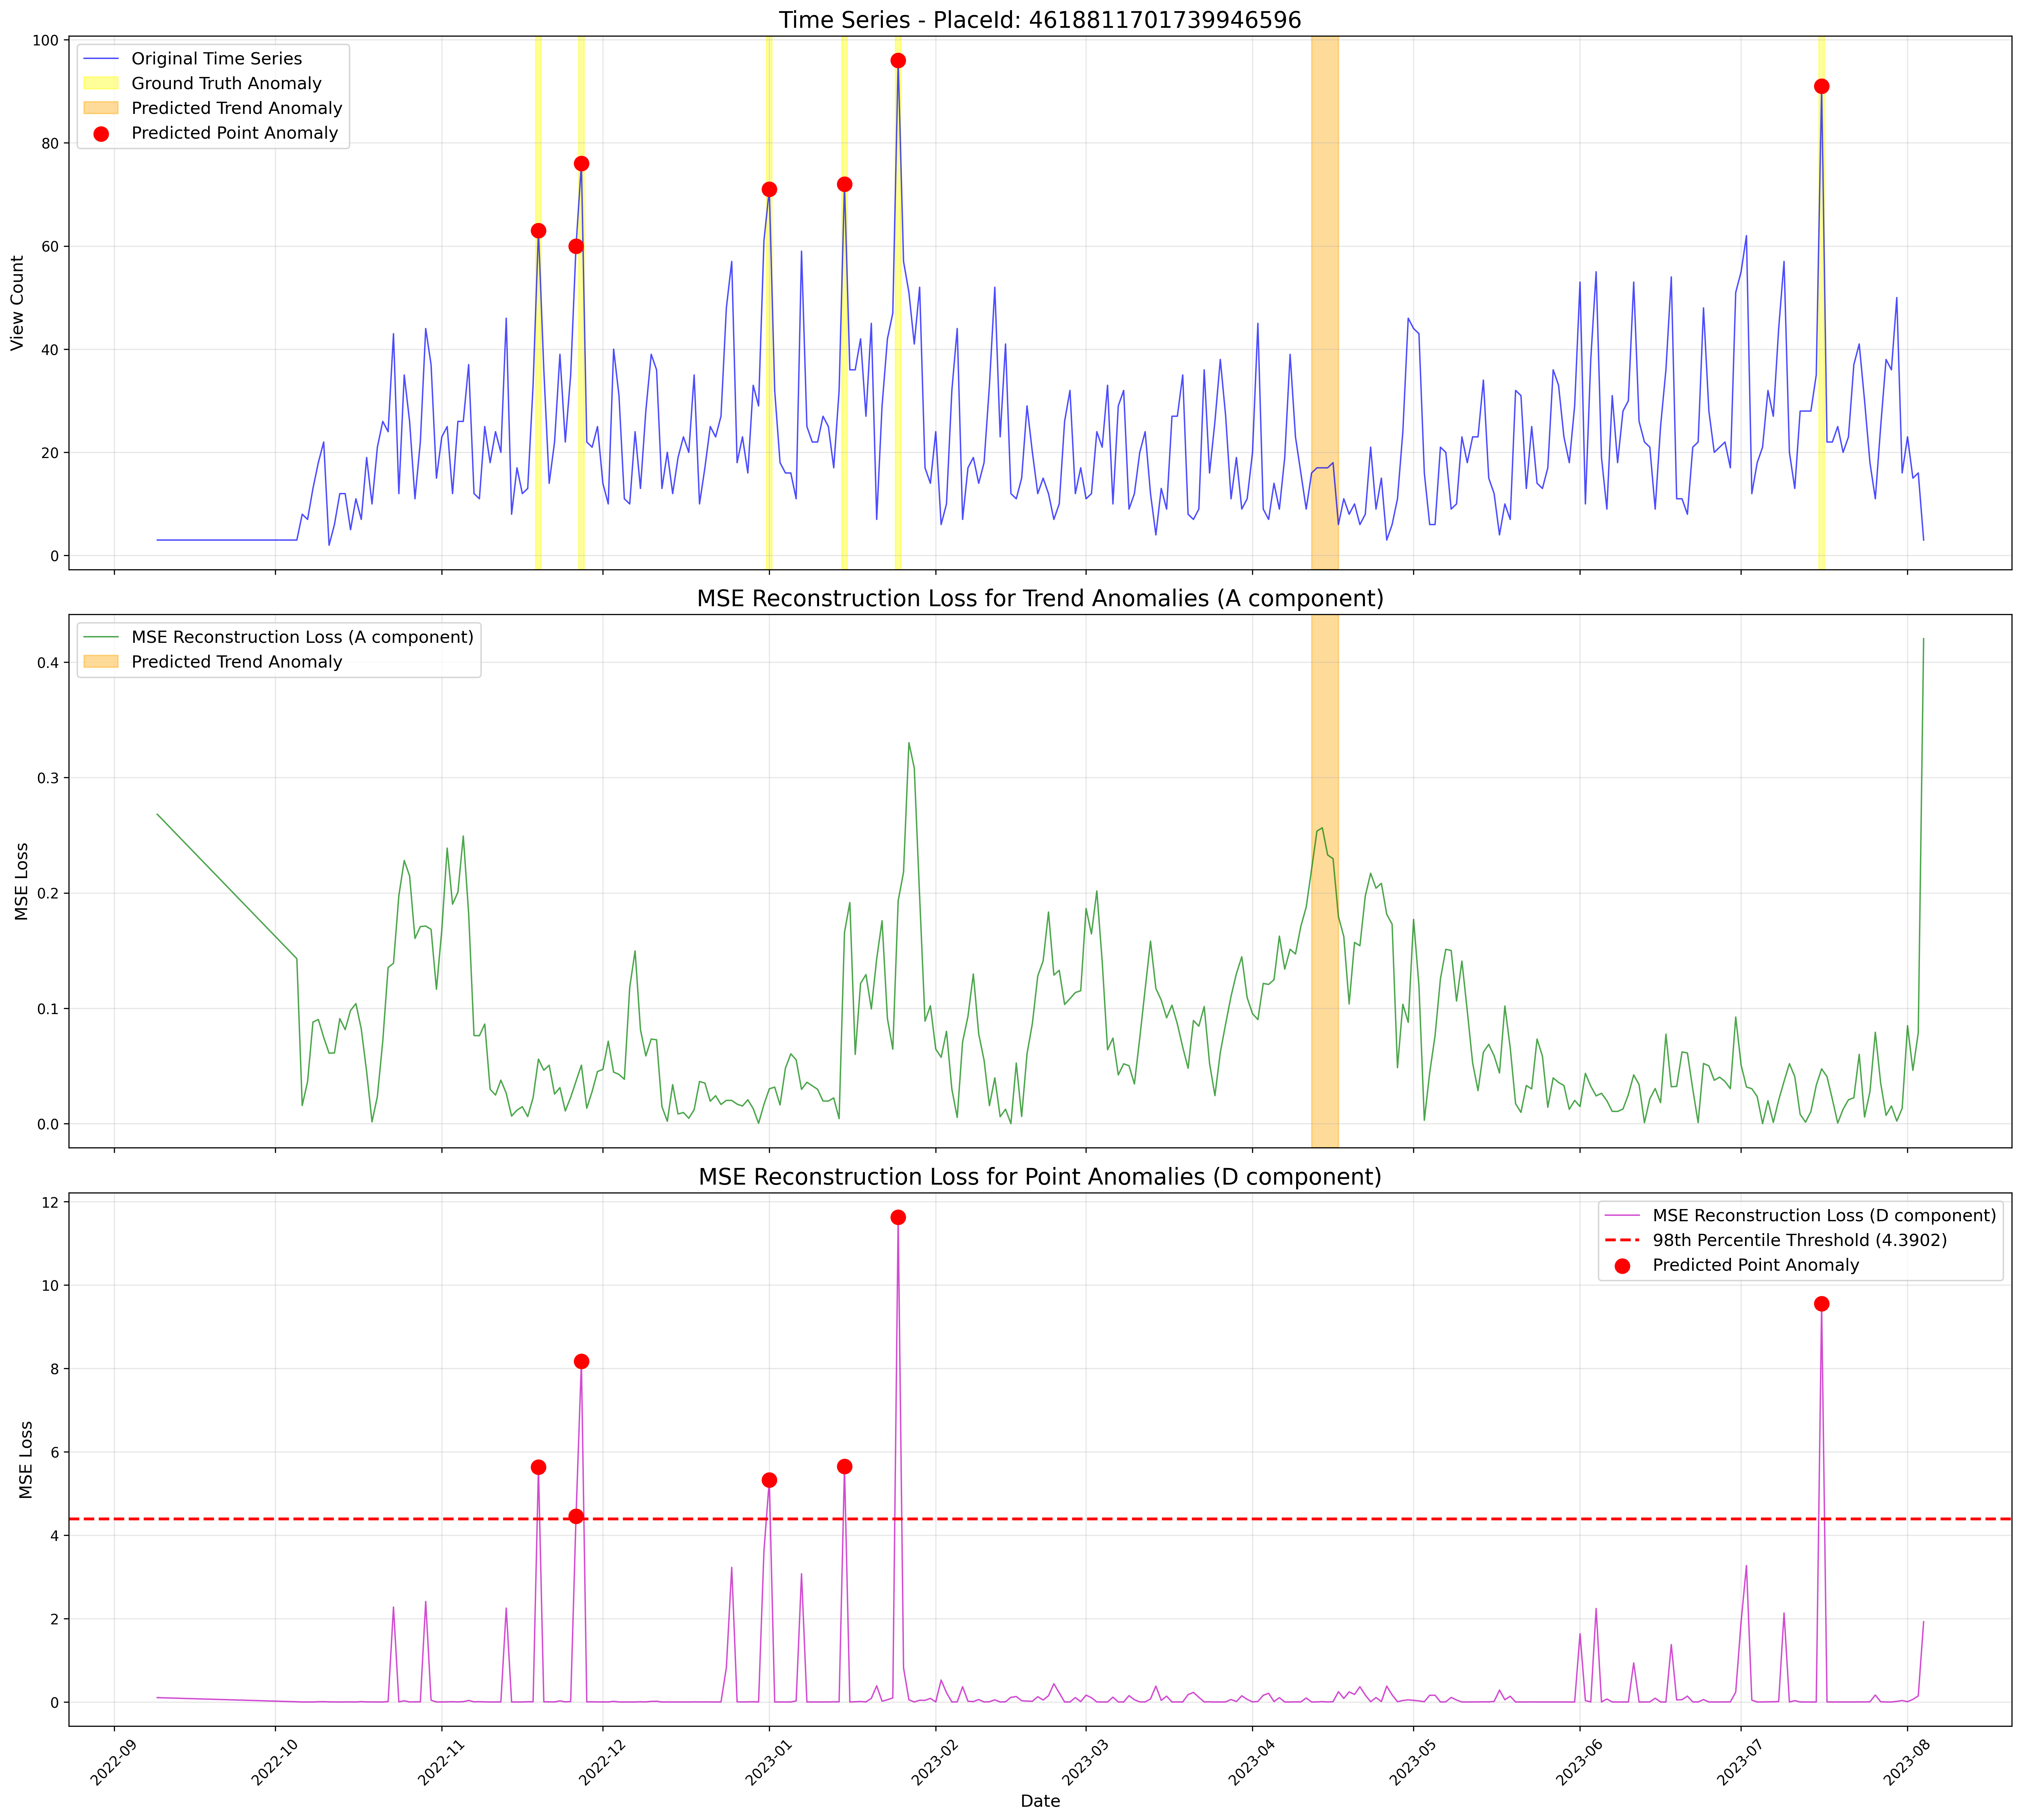 Time Series - PlaceId: 4618811701739946596
100
80
60
40
20
0
View Count
Original Time Series
Ground Truth Anomaly
Predicted Trend Anomaly
Predicted Point Anomaly
MSE Reconstruction Loss for Trend Anomalies (A component)
0.4
0.3
0.2
0.1
0.0
MSE Loss
MSE Reconstruction Loss (A component)
Predicted Trend Anomaly
MSE Reconstruction Loss for Point Anomalies (D component)
12
10
8
6
4
2
0
MSE Loss
MSE Reconstruction Loss (D component)
98th Percentile Threshold (4.3902)
Predicted Point Anomaly
2022-09
2022-10
2022-11
2022-12
2023-01
2023-02
2023-03
2023-04
2023-05
2023-06
2023-07
2023-08
Date